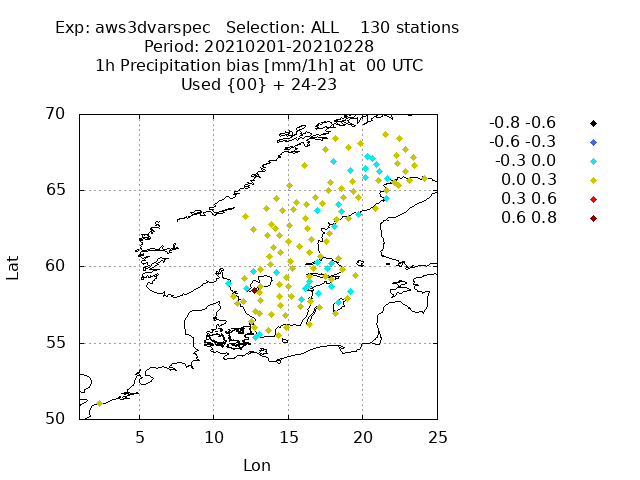 Exp: aws3dvarspec   Selection: ALL    130 stations
Period: 20210201-20210228
1h Precipitation bias [mm/1h] at  00 UTC
Used {00} + 24-23
70
65
60
55
50
Lat
5
10
15
20
25
Lon
-0.8 -0.6
-0.6 -0.3
-0.3 0.0
0.0 0.3
0.3 0.6
0.6 0.8